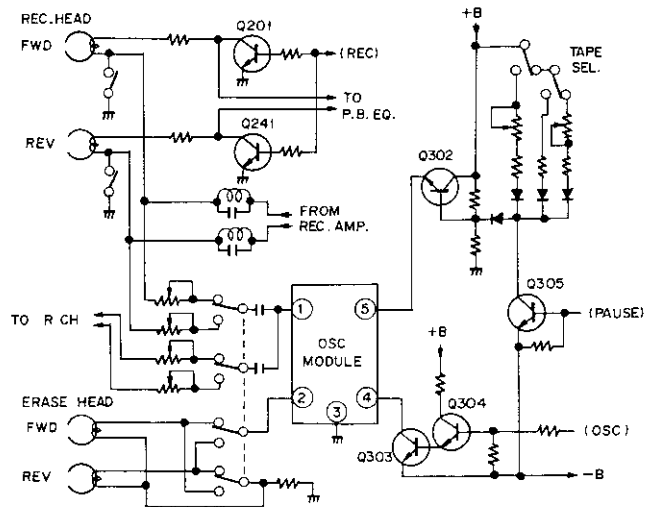 REC. HEAD
FWD
Q201
(REC)
+B
TAPE
SEL.
TO
P.B. EQ.
REV
Q241
Q302
FROM
REC. AMP.
Q305
(PAUSE)
TO R CH
1
5
OSC
MODULE
+B
2
3
4
Q304
Q303
(OSC)
ERASE HEAD
FWD
REV
-B